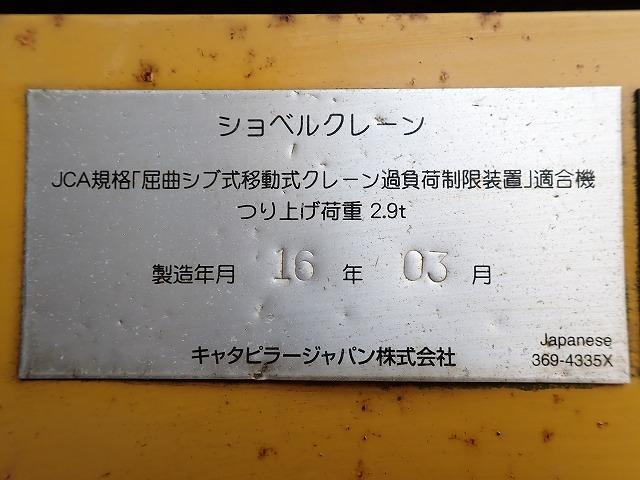 ショベルクレーン
JCA規格「屈曲シブ式移動式クレーン過負荷制限装置」適合機
つり上げ荷重 2.9t
製造年月 16 年 03 月
キャタピラージャパン株式会社
Japanese
369-4335X